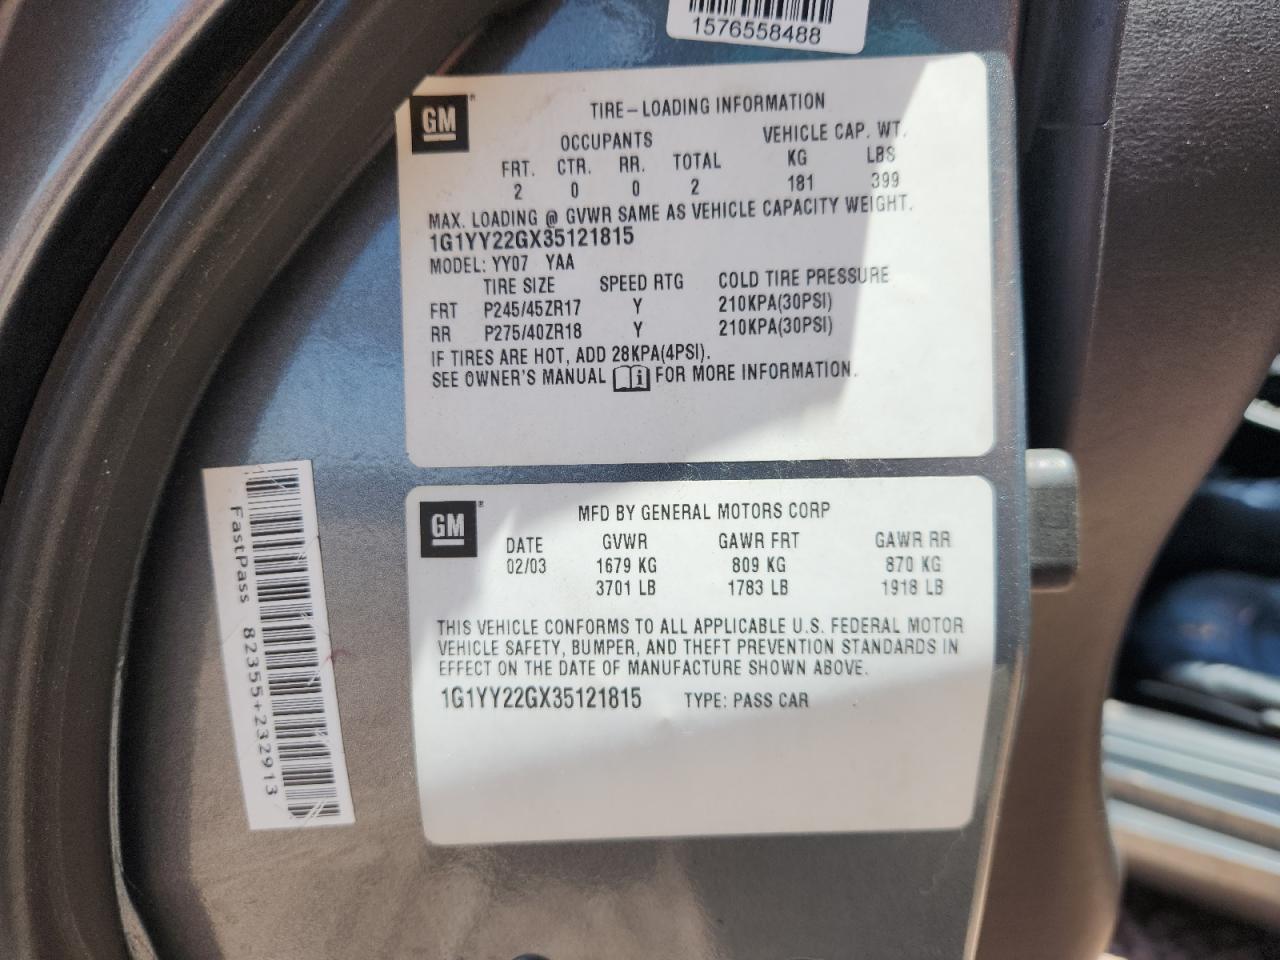 1576558488
GM
TIRE-LOADING INFORMATION
OCCUPANTS VEHICLE CAP. WT.
FRT. CTR. RR. TOTAL KG LBS
2 0 0 2 181 399
MAX. LOADING @ GVWR SAME AS VEHICLE CAPACITY WEIGHT.
1G1YY22GX35121815
MODEL: YY07 YAA
TIRE SIZE SPEED RTG COLD TIRE PRESSURE
FRT P245/45ZR17 Y 210KPA(30PSI)
RR P275/40ZR18 Y 210KPA(30PSI)
IF TIRES ARE HOT, ADD 28KPA(4PSI).
SEE OWNER'S MANUAL FOR MORE INFORMATION.
FastPass 82355+232913
GM
MFD BY GENERAL MOTORS CORP
DATE GVWR GAWR FRT GAWR RR
02/03 1679 KG 809 KG 870 KG
3701 LB 1783 LB 1918 LB
THIS VEHICLE CONFORMS TO ALL APPLICABLE U.S. FEDERAL MOTOR
VEHICLE SAFETY, BUMPER, AND THEFT PREVENTION STANDARDS IN
EFFECT ON THE DATE OF MANUFACTURE SHOWN ABOVE.
1G1YY22GX35121815 TYPE: PASS CAR